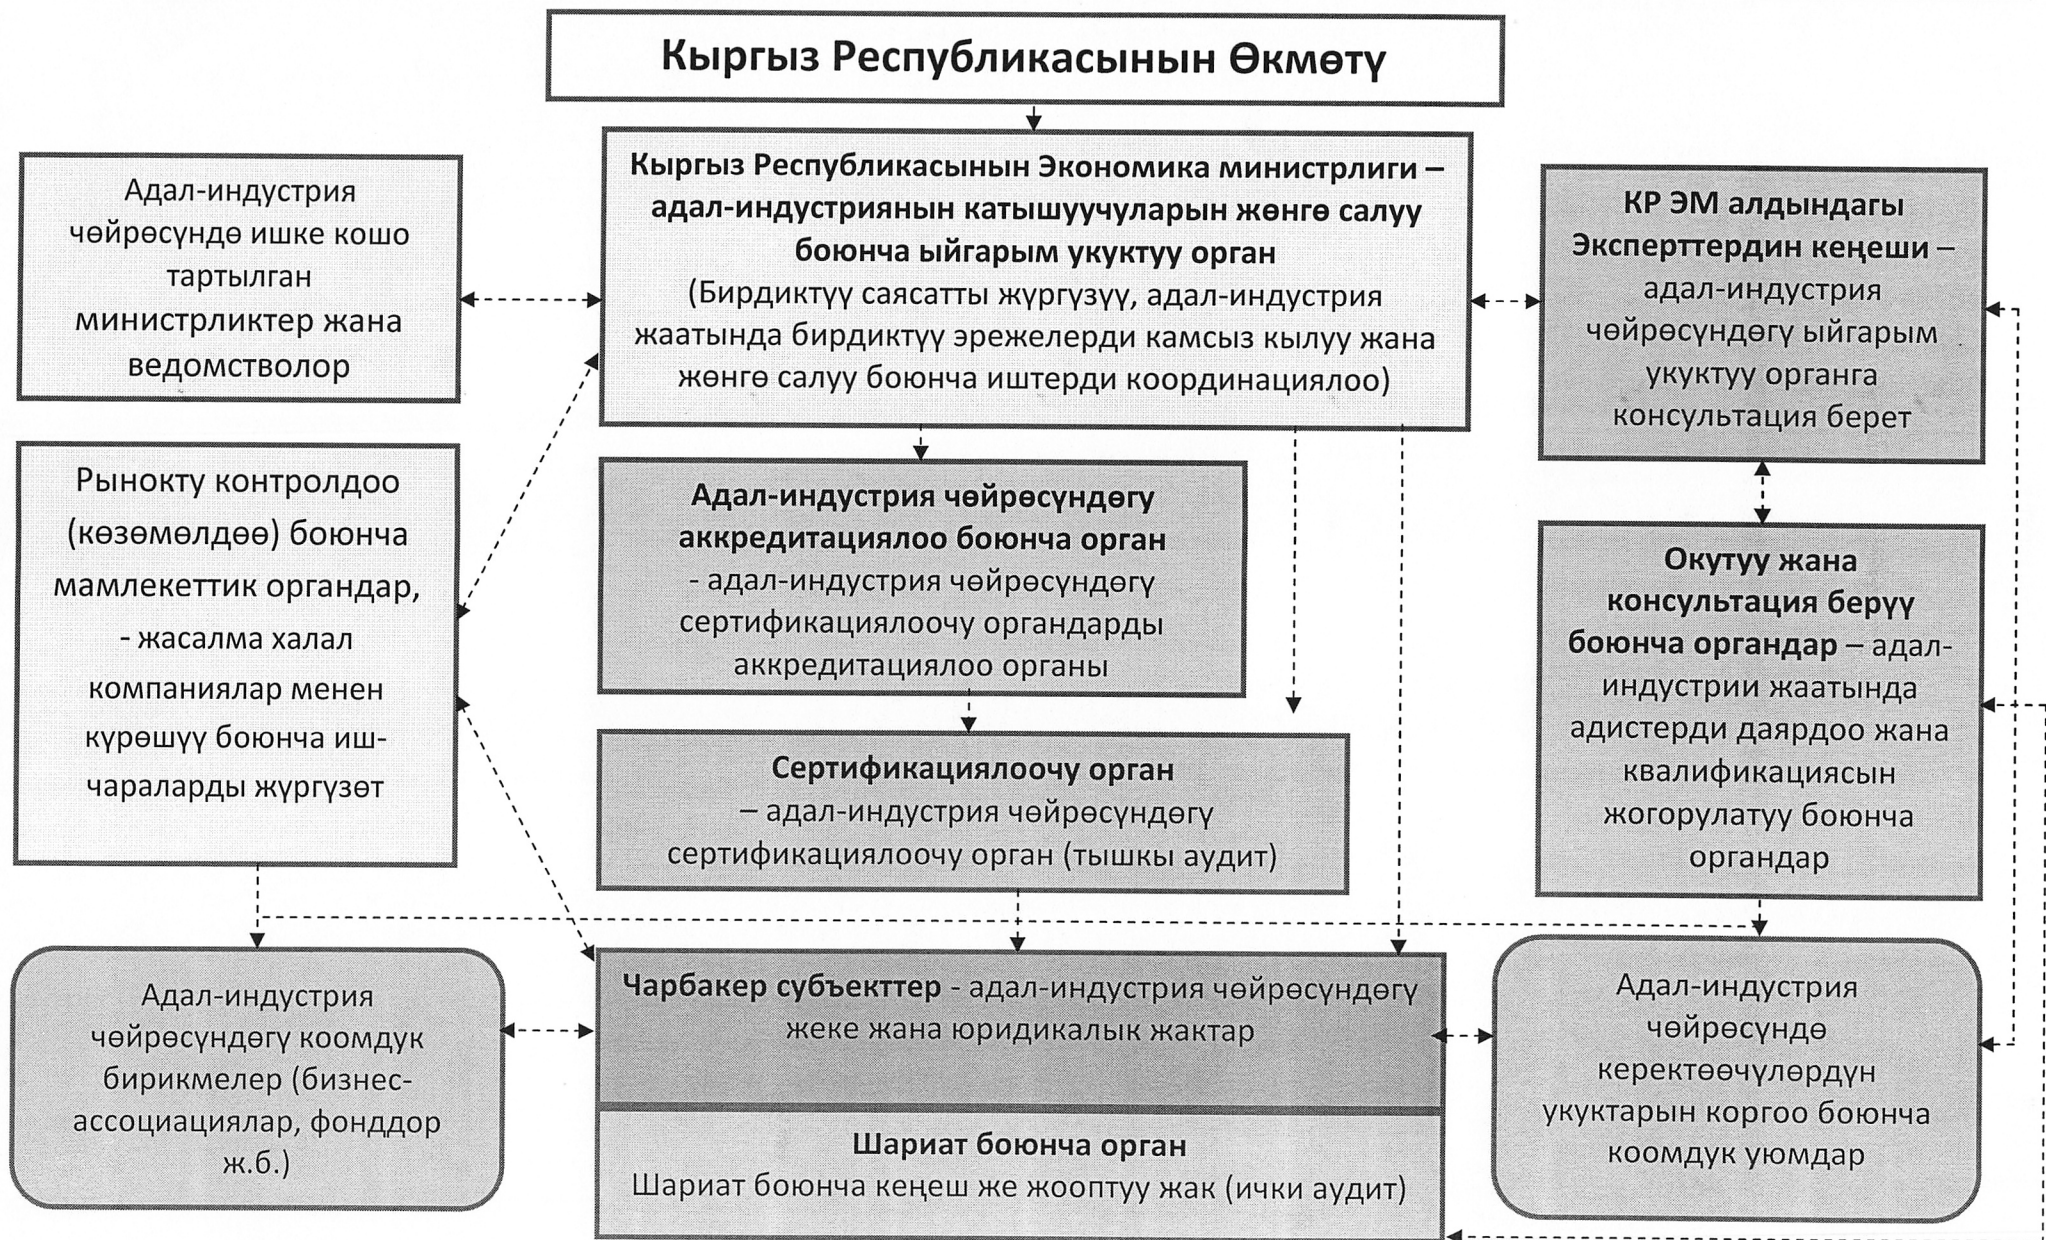 Кыргыз Республикасынын Өкмөтү
Кыргыз Республикасынын Экономика министрлиги –
адал-индустриянын катышуучуларын жөнгө салуу
боюнча ыйгарым укуктуу орган
(Бирдиктүү саясатты жүргүзүү, адал-индустрия
жаатында бирдиктүү эрежелерди камсыз кылуу жана
жөнгө салуу боюнча иштерди координациялоо)
Адал-индустрия
чөйрөсүндө ишке кошо
тартылган
министрликтер жана
ведомстволор
КР ЭМ алдындагы
Эксперттердин кеңеши –
адал-индустрия
чөйрөсүндөгү ыйгарым
укуктуу органга
консультация берет
Рынокту контролдоо
(көзөмөлдөө) боюнча
мамлекеттик органдар,
- жасалма халал
компаниялар менен
күрөшүү боюнча иш-
чараларды жүргүзөт
Адал-индустрия чөйрөсүндөгү
аккредитациялоо боюнча орган
- адал-индустрия чөйрөсүндөгү
сертификациялоочу органдарды
аккредитациялоо органы
Окутуу жана
консультация берүү
боюнча органдар – адал-
индустрии жаатында
адистерди даярдоо жана
квалификациясын
жогорулатуу боюнча
органдар
Сертификациялоочу орган
– адал-индустрия чөйрөсүндөгү
сертификациялоочу орган (тышкы аудит)
Адал-индустрия
чөйрөсүндөгү коомдук
бирикмелер (бизнес-
ассоциациялар, фонддор
ж.б.)
Чарбакер субъекттер - адал-индустрия чөйрөсүндөгү
жеке жана юридикалык жактар
Шариат боюнча орган
Шариат боюнча кеңеш же жооптуу жак (ички аудит)
Адал-индустрия
чөйрөсүндө
керектөөчүлөрдүн
укуктарын коргоо боюнча
коомдук уюмдар